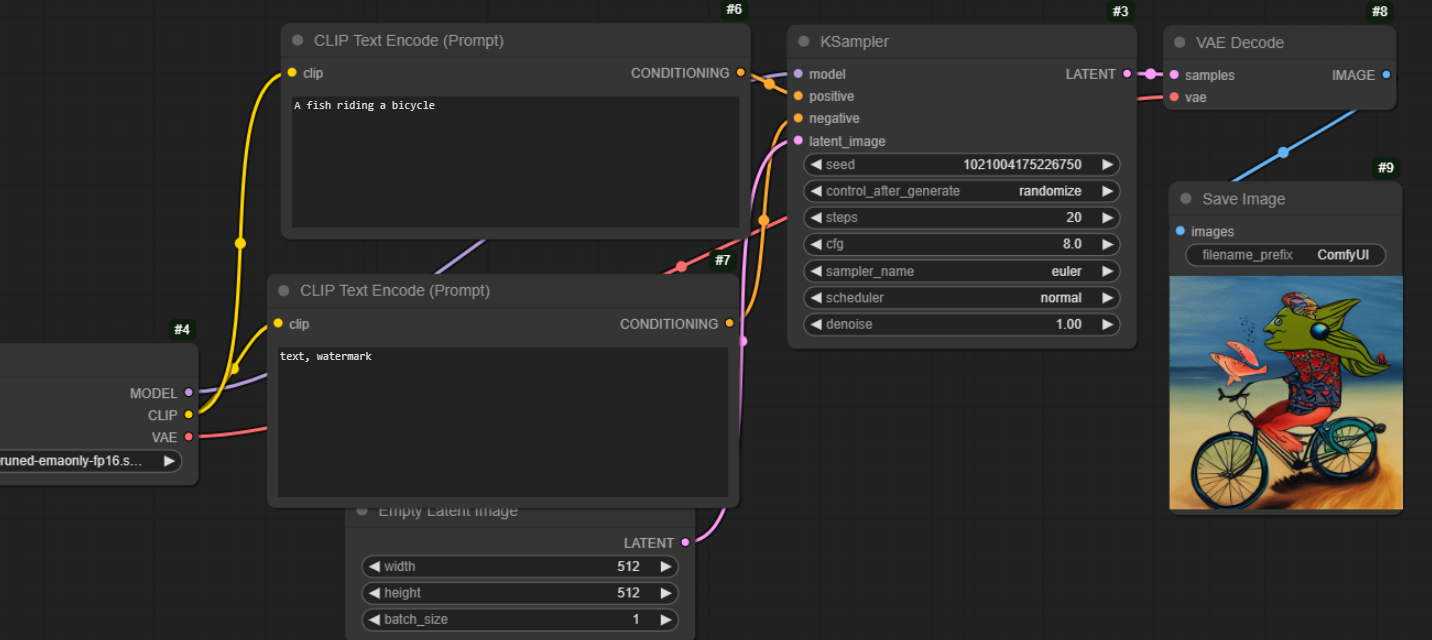 #6
CLIP Text Encode (Prompt)
clip
CONDITIONING
A fish riding a bicycle
#7
CLIP Text Encode (Prompt)
clip
CONDITIONING
text, watermark
#4
MODEL
CLIP
VAE
runed-emaonly-fp16.s...
Empty Latent Image
LATENT
width 512
height 512
batch_size 1
#3
KSampler
model
LATENT
positive
negative
latent_image
seed 1021004175226750
control_after_generate randomize
steps 20
cfg 8.0
sampler_name euler
scheduler normal
denoise 1.00
#8
VAE Decode
samples
IMAGE
vae
#9
Save Image
images
filename_prefix ComfyUI